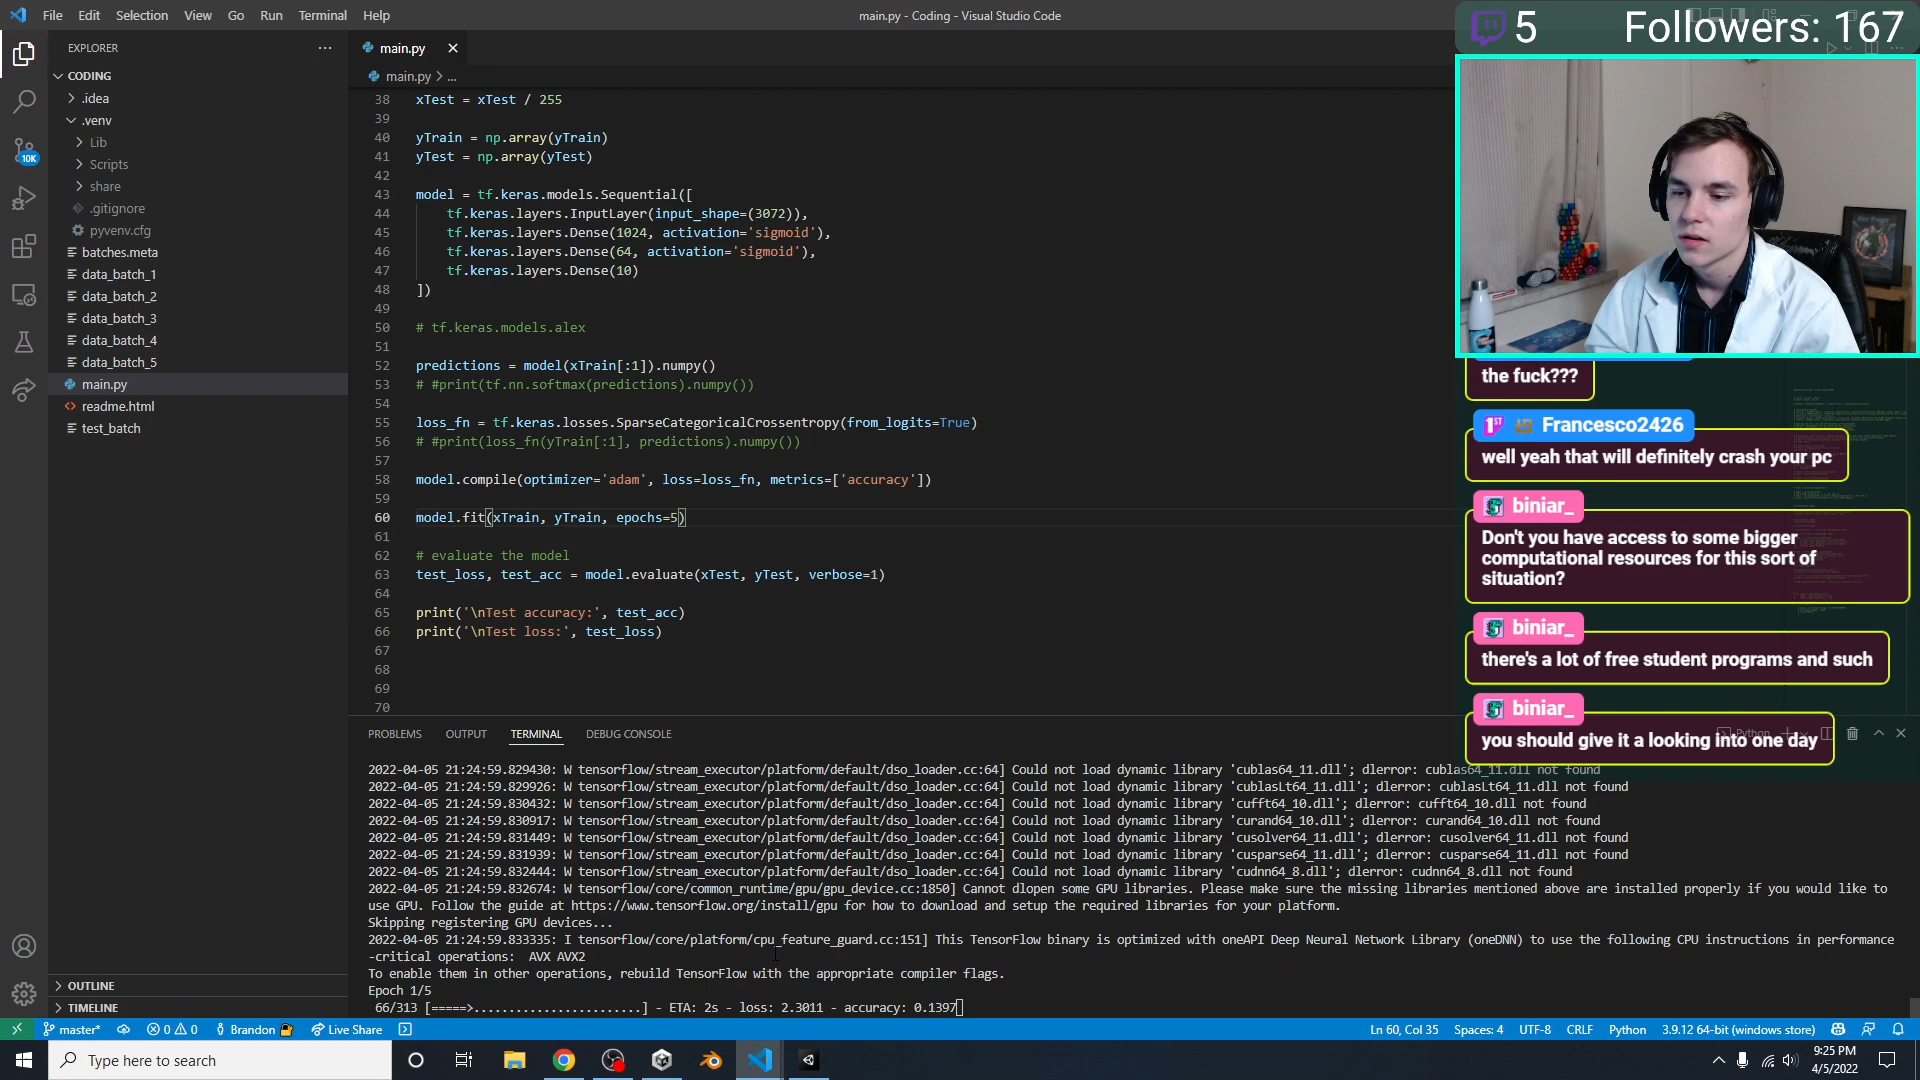 File Edit Selection View Go Run Terminal Help
main.py - Coding - Visual Studio Code
5 Followers: 167
EXPLORER
CODING
.idea
.venv
Lib
Scripts
share
.gitignore
pyvenv.cfg
batches.meta
data_batch_1
data_batch_2
data_batch_3
data_batch_4
data_batch_5
main.py
readme.html
test_batch
OUTLINE
TIMELINE
10K
main.py
main.py > ...
38 xTest = xTest / 255
39
40 yTrain = np.array(yTrain)
41 yTest = np.array(yTest)
42
43 model = tf.keras.models.Sequential([
44 tf.keras.layers.InputLayer(input_shape=(3072)),
45 tf.keras.layers.Dense(1024, activation='sigmoid'),
46 tf.keras.layers.Dense(64, activation='sigmoid'),
47 tf.keras.layers.Dense(10)
48 ])
49
50 # tf.keras.models.alex
51
52 predictions = model(xTrain[:1]).numpy()
53 # #print(tf.nn.softmax(predictions).numpy())
54
55 loss_fn = tf.keras.losses.SparseCategoricalCrossentropy(from_logits=True)
56 # #print(loss_fn(yTrain[:1], predictions).numpy())
57
58 model.compile(optimizer='adam', loss=loss_fn, metrics=['accuracy'])
59
60 model.fit(xTrain, yTrain, epochs=5)
61
62 # evaluate the model
63 test_loss, test_acc = model.evaluate(xTest, yTest, verbose=1)
64
65 print('\nTest accuracy:', test_acc)
66 print('\nTest loss:', test_loss)
67
68
69
70
the fuck???
Francesco2426
well yeah that will definitely crash your pc
biniar_
Don't you have access to some bigger
computational resources for this sort of
situation?
biniar_
there's a lot of free student programs and such
biniar_
you should give it a looking into one day
PROBLEMS OUTPUT TERMINAL DEBUG CONSOLE
Python
2022-04-05 21:24:59.829430: W tensorflow/stream_executor/platform/default/dso_loader.cc:64] Could not load dynamic library 'cublas64_11.dll'; dlerror: cublas64_11.dll not found
2022-04-05 21:24:59.829926: W tensorflow/stream_executor/platform/default/dso_loader.cc:64] Could not load dynamic library 'cublasLt64_11.dll'; dlerror: cublasLt64_11.dll not found
2022-04-05 21:24:59.830432: W tensorflow/stream_executor/platform/default/dso_loader.cc:64] Could not load dynamic library 'cufft64_10.dll'; dlerror: cufft64_10.dll not found
2022-04-05 21:24:59.830917: W tensorflow/stream_executor/platform/default/dso_loader.cc:64] Could not load dynamic library 'curand64_10.dll'; dlerror: curand64_10.dll not found
2022-04-05 21:24:59.831449: W tensorflow/stream_executor/platform/default/dso_loader.cc:64] Could not load dynamic library 'cusolver64_11.dll'; dlerror: cusolver64_11.dll not found
2022-04-05 21:24:59.831939: W tensorflow/stream_executor/platform/default/dso_loader.cc:64] Could not load dynamic library 'cusparse64_11.dll'; dlerror: cusparse64_11.dll not found
2022-04-05 21:24:59.832444: W tensorflow/stream_executor/platform/default/dso_loader.cc:64] Could not load dynamic library 'cudnn64_8.dll'; dlerror: cudnn64_8.dll not found
2022-04-05 21:24:59.832674: W tensorflow/core/common_runtime/gpu/gpu_device.cc:1850] Cannot dlopen some GPU libraries. Please make sure the missing libraries mentioned above are installed properly if you would like to
use GPU. Follow the guide at https://www.tensorflow.org/install/gpu for how to download and setup the required libraries for your platform.
Skipping registering GPU devices...
2022-04-05 21:24:59.833335: I tensorflow/core/platform/cpu_feature_guard.cc:151] This TensorFlow binary is optimized with oneAPI Deep Neural Network Library (oneDNN) to use the following CPU instructions in performance
-critical operations: AVX AVX2
To enable them in other operations, rebuild TensorFlow with the appropriate compiler flags.
Epoch 1/5
66/313 [=====>........................] - ETA: 2s - loss: 2.3011 - accuracy: 0.1397
master* 0 0 Brandon Live Share Ln 60, Col 35 Spaces: 4 UTF-8 CRLF Python 3.9.12 64-bit (windows store)
Type here to search
9:25 PM
4/5/2022